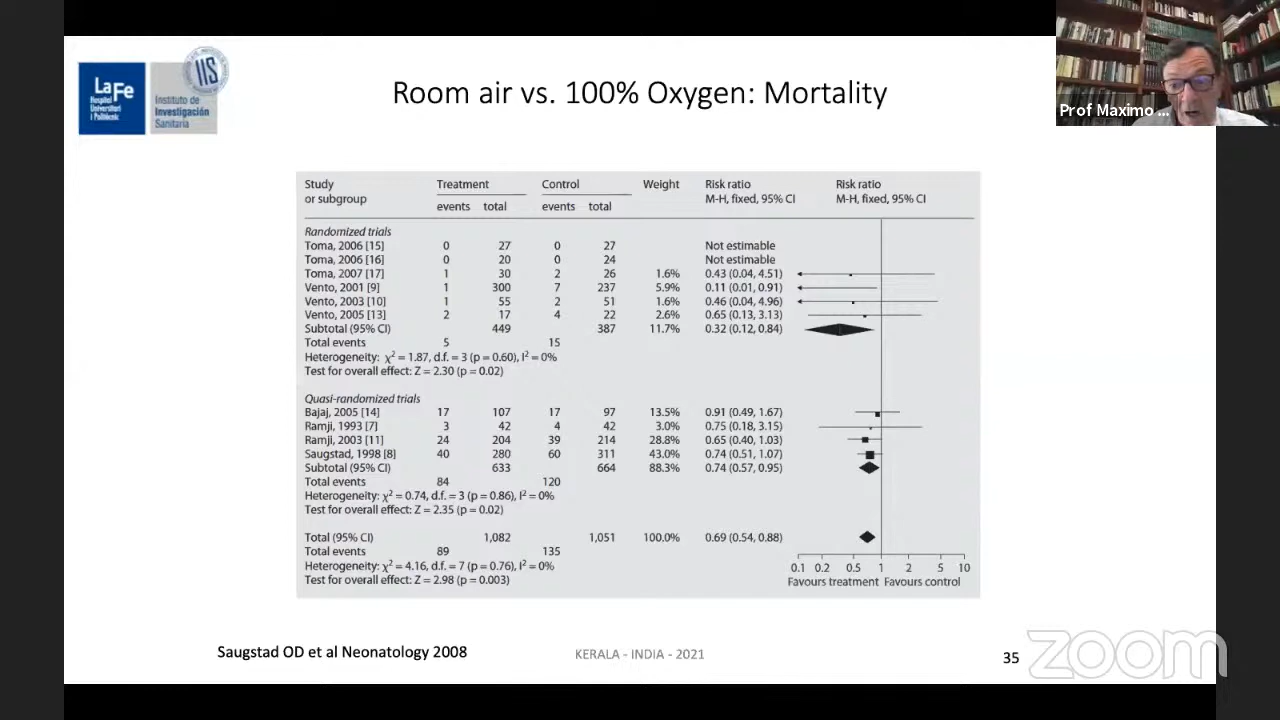 LaFe
Hospital
Universitari
i Politècnic
IIS
Instituto de
Investigación
Sanitaria
Room air vs. 100% Oxygen: Mortality
Prof Maximo ...
Study or subgroup Treatment Control Weight Risk ratio M-H, fixed, 95% CI Risk ratio M-H, fixed, 95% CI
events total events total
Randomized trials
Toma, 2006 [15] 0 27 0 27 Not estimable
Toma, 2006 [16] 0 20 0 24 Not estimable
Toma, 2007 [17] 1 30 2 26 1.6% 0.43 (0.04, 4.51)
Vento, 2001 [9] 1 300 7 237 5.9% 0.11 (0.01, 0.91)
Vento, 2003 [10] 1 55 2 51 1.6% 0.46 (0.04, 4.96)
Vento, 2005 [13] 2 17 4 22 2.6% 0.65 (0.13, 3.13)
Subtotal (95% CI) 449 387 11.7% 0.32 (0.12, 0.84)
Total events 5 15
Heterogeneity: χ² = 1.87, d.f. = 3 (p = 0.60), I² = 0%
Test for overall effect: Z = 2.30 (p = 0.02)
Quasi-randomized trials
Bajaj, 2005 [14] 17 107 17 97 13.5% 0.91 (0.49, 1.67)
Ramji, 1993 [7] 3 42 4 42 3.0% 0.75 (0.18, 3.15)
Ramji, 2003 [11] 24 204 39 214 28.8% 0.65 (0.40, 1.03)
Saugstad, 1998 [8] 40 280 60 311 43.0% 0.74 (0.51, 1.07)
Subtotal (95% CI) 633 664 88.3% 0.74 (0.57, 0.95)
Total events 84 120
Heterogeneity: χ² = 0.74, d.f. = 3 (p = 0.86), I² = 0%
Test for overall effect: Z = 2.35 (p = 0.02)
Total (95% CI) 1,082 1,051 100.0% 0.69 (0.54, 0.88)
Total events 89 135
Heterogeneity: χ² = 4.16, d.f. = 7 (p = 0.76), I² = 0%
Test for overall effect: Z = 2.98 (p = 0.003)
0.1 0.2 0.5 1 2 5 10
Favours treatment Favours control
Saugstad OD et al Neonatology 2008
KERALA - INDIA - 2021
35
zoom